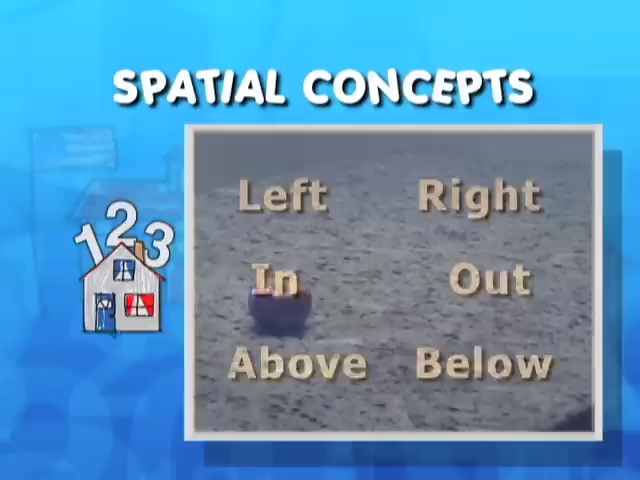 SPATIAL CONCEPTS
Left Right
123
In Out
Above Below